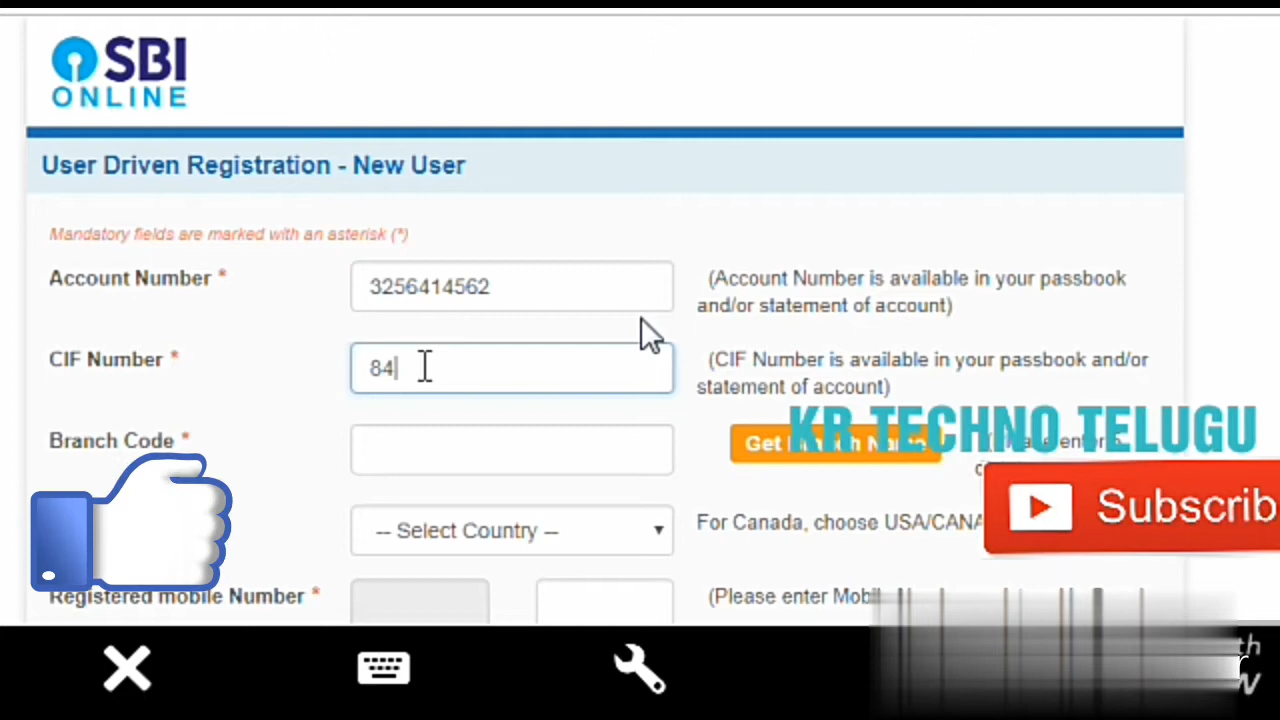 SBI
ONLINE
User Driven Registration - New User
Mandatory fields are marked with an asterisk (*)
Account Number *
3256414562
(Account Number is available in your passbook
and/or statement of account)
CIF Number *
84
(CIF Number is available in your passbook and/or
statement of account)
KR TECHNO TELUGU
Branch Code *
Get
-- Select Country --
For Canada, choose USA/CANA
Subscrib
Registered mobile Number *
(Please enter Mobil